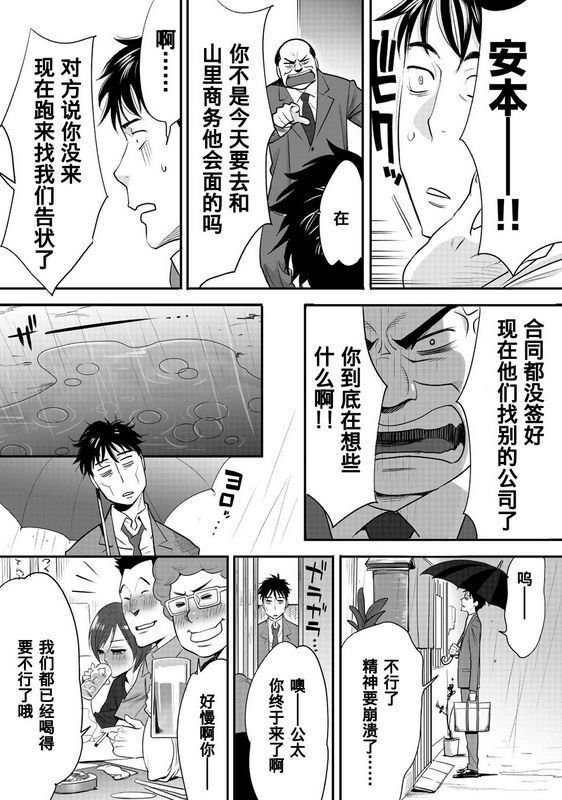 安本——!!
在
你不是今天要去和
山里商务他会面的吗
啊……
对方说你没来
现在跑来找我们告状了
合同都没签好
现在他们找别的公司了
你到底在想些
什么啊!!
ザアア
ヨロ…
呜——
不行了
精神要崩溃了……
ガラガラ
噢——公太
你终于来了啊
好慢啊你——
我们都已经喝得
要不行了哦